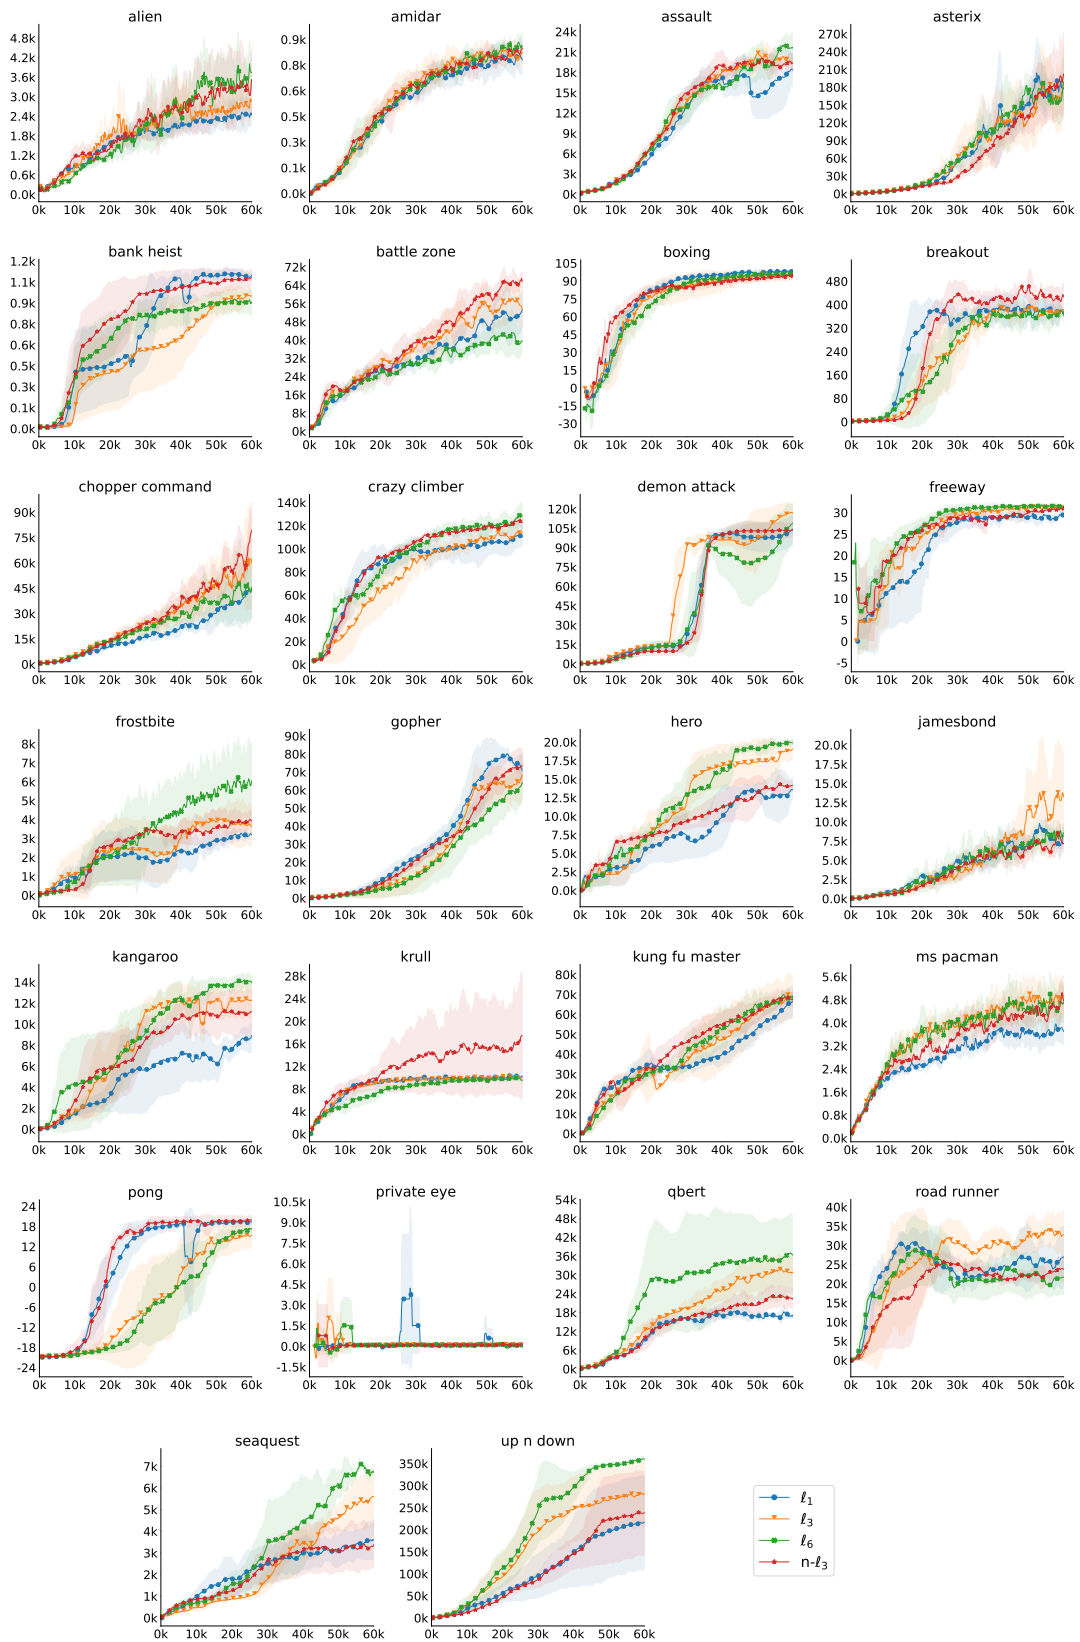 alien
4.8k
4.2k
3.6k
3.0k
2.4k
1.8k
1.2k
0.6k
0.0k
0k 10k 20k 30k 40k 50k 60k
amidar
0.9k
0.8k
0.6k
0.5k
0.3k
0.1k
0.0k
0k 10k 20k 30k 40k 50k 60k
assault
24k
21k
18k
15k
12k
9k
6k
3k
0k
0k 10k 20k 30k 40k 50k 60k
asterix
270k
240k
210k
180k
150k
120k
90k
60k
30k
0k
0k 10k 20k 30k 40k 50k 60k
bank heist
1.2k
1.1k
0.9k
0.8k
0.6k
0.5k
0.3k
0.1k
0.0k
0k 10k 20k 30k 40k 50k 60k
battle zone
72k
64k
56k
48k
40k
32k
24k
16k
8k
0k
0k 10k 20k 30k 40k 50k 60k
boxing
105
90
75
60
45
30
15
0
-15
-30
0k 10k 20k 30k 40k 50k 60k
breakout
480
400
320
240
160
80
0
0k 10k 20k 30k 40k 50k 60k
chopper command
90k
75k
60k
45k
30k
15k
0k
0k 10k 20k 30k 40k 50k 60k
crazy climber
140k
120k
100k
80k
60k
40k
20k
0k
0k 10k 20k 30k 40k 50k 60k
demon attack
120k
105k
90k
75k
60k
45k
30k
15k
0k
0k 10k 20k 30k 40k 50k 60k
freeway
30
25
20
15
10
5
0
-5
0k 10k 20k 30k 40k 50k 60k
frostbite
8k
7k
6k
5k
4k
3k
2k
1k
0k
0k 10k 20k 30k 40k 50k 60k
gopher
90k
80k
70k
60k
50k
40k
30k
20k
10k
0k
0k 10k 20k 30k 40k 50k 60k
hero
20.0k
17.5k
15.0k
12.5k
10.0k
7.5k
5.0k
2.5k
0.0k
0k 10k 20k 30k 40k 50k 60k
jamesbond
20.0k
17.5k
15.0k
12.5k
10.0k
7.5k
5.0k
2.5k
0.0k
0k 10k 20k 30k 40k 50k 60k
kangaroo
14k
12k
10k
8k
6k
4k
2k
0k
0k 10k 20k 30k 40k 50k 60k
krull
28k
24k
20k
16k
12k
8k
4k
0k
0k 10k 20k 30k 40k 50k 60k
kung fu master
80k
70k
60k
50k
40k
30k
20k
10k
0k
0k 10k 20k 30k 40k 50k 60k
ms pacman
5.6k
4.8k
4.0k
3.2k
2.4k
1.6k
0.8k
0.0k
0k 10k 20k 30k 40k 50k 60k
pong
24
18
12
6
0
-6
-12
-18
-24
0k 10k 20k 30k 40k 50k 60k
private eye
10.5k
9.0k
7.5k
6.0k
4.5k
3.0k
1.5k
0.0k
-1.5k
0k 10k 20k 30k 40k 50k 60k
qbert
54k
48k
42k
36k
30k
24k
18k
12k
6k
0k
0k 10k 20k 30k 40k 50k 60k
road runner
40k
35k
30k
25k
20k
15k
10k
5k
0k
0k 10k 20k 30k 40k 50k 60k
seaquest
7k
6k
5k
4k
3k
2k
1k
0k
0k 10k 20k 30k 40k 50k 60k
up n down
350k
300k
250k
200k
150k
100k
50k
0k
0k 10k 20k 30k 40k 50k 60k
ℓ₁
ℓ₃
ℓ₆
n-ℓ₃